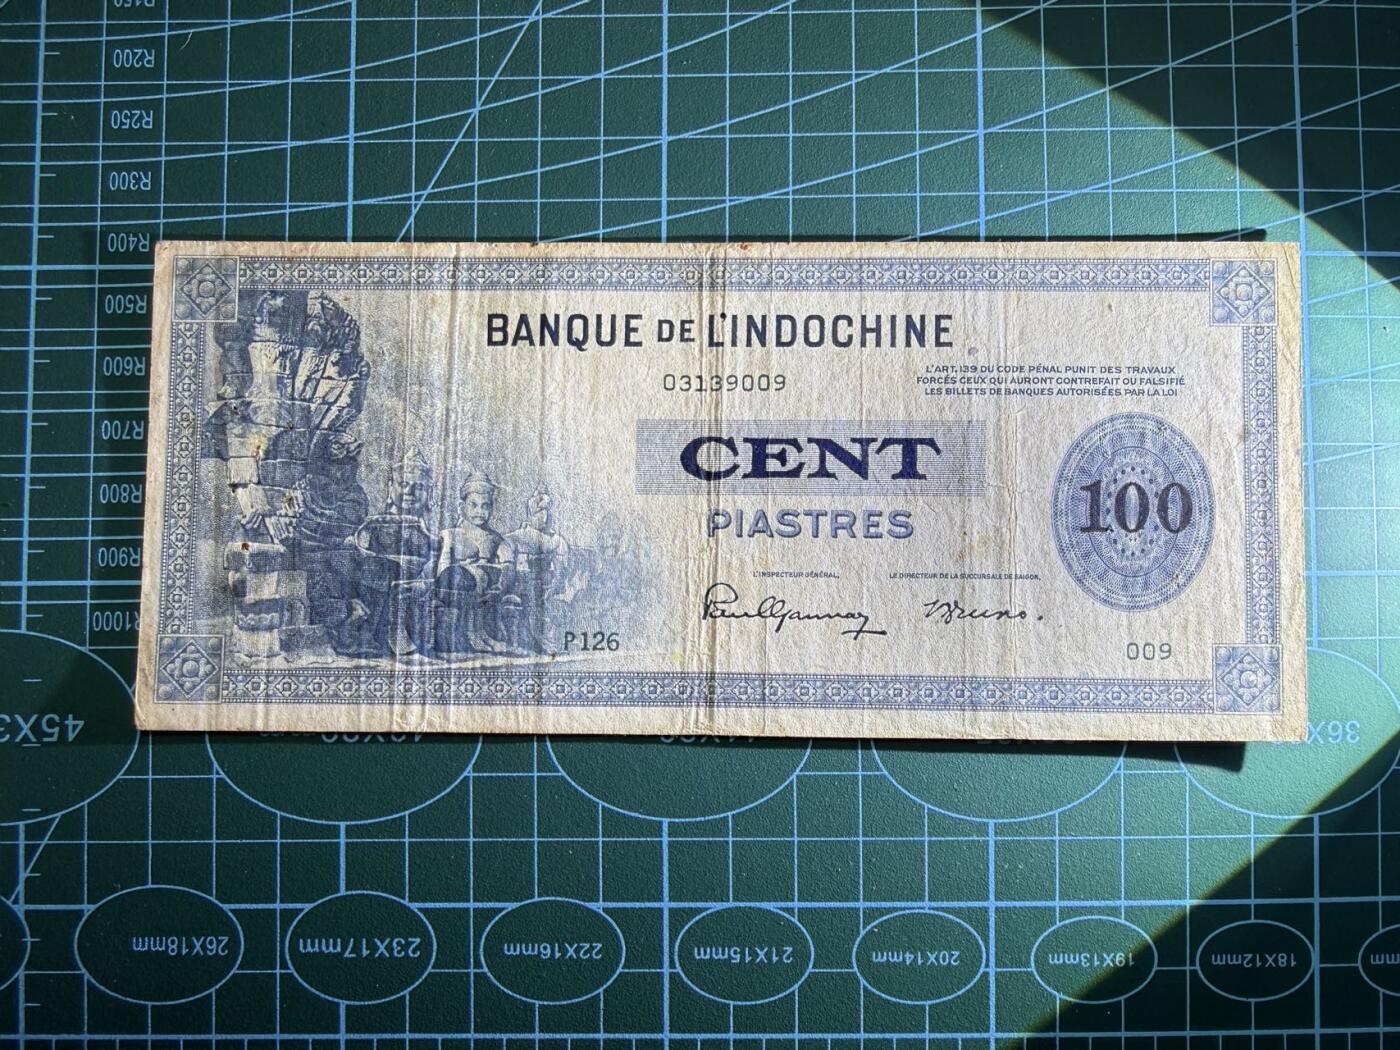 R150
R200
R250
R300
R400
R500
R600
R700
R800
R900
R1000
BANQUE DE L'INDOCHINE
03139009
L'ART. 139 DU CODE PÉNAL PUNIT DES TRAVAUX
FORCÉS CEUX QUI AURONT CONTREFAIT OU FALSIFIÉ
LES BILLETS DE BANQUES AUTORISÉES PAR LA LOI
CENT
PIASTRES
100
L'INSPECTEUR GÉNÉRAL,
LE DIRECTEUR DE LA SUCCURSALE DE SAIGON,
P126
009
26X18mm
23X17mm
22X16mm
21X15mm
20X14mm
19X13mm
18X12mm